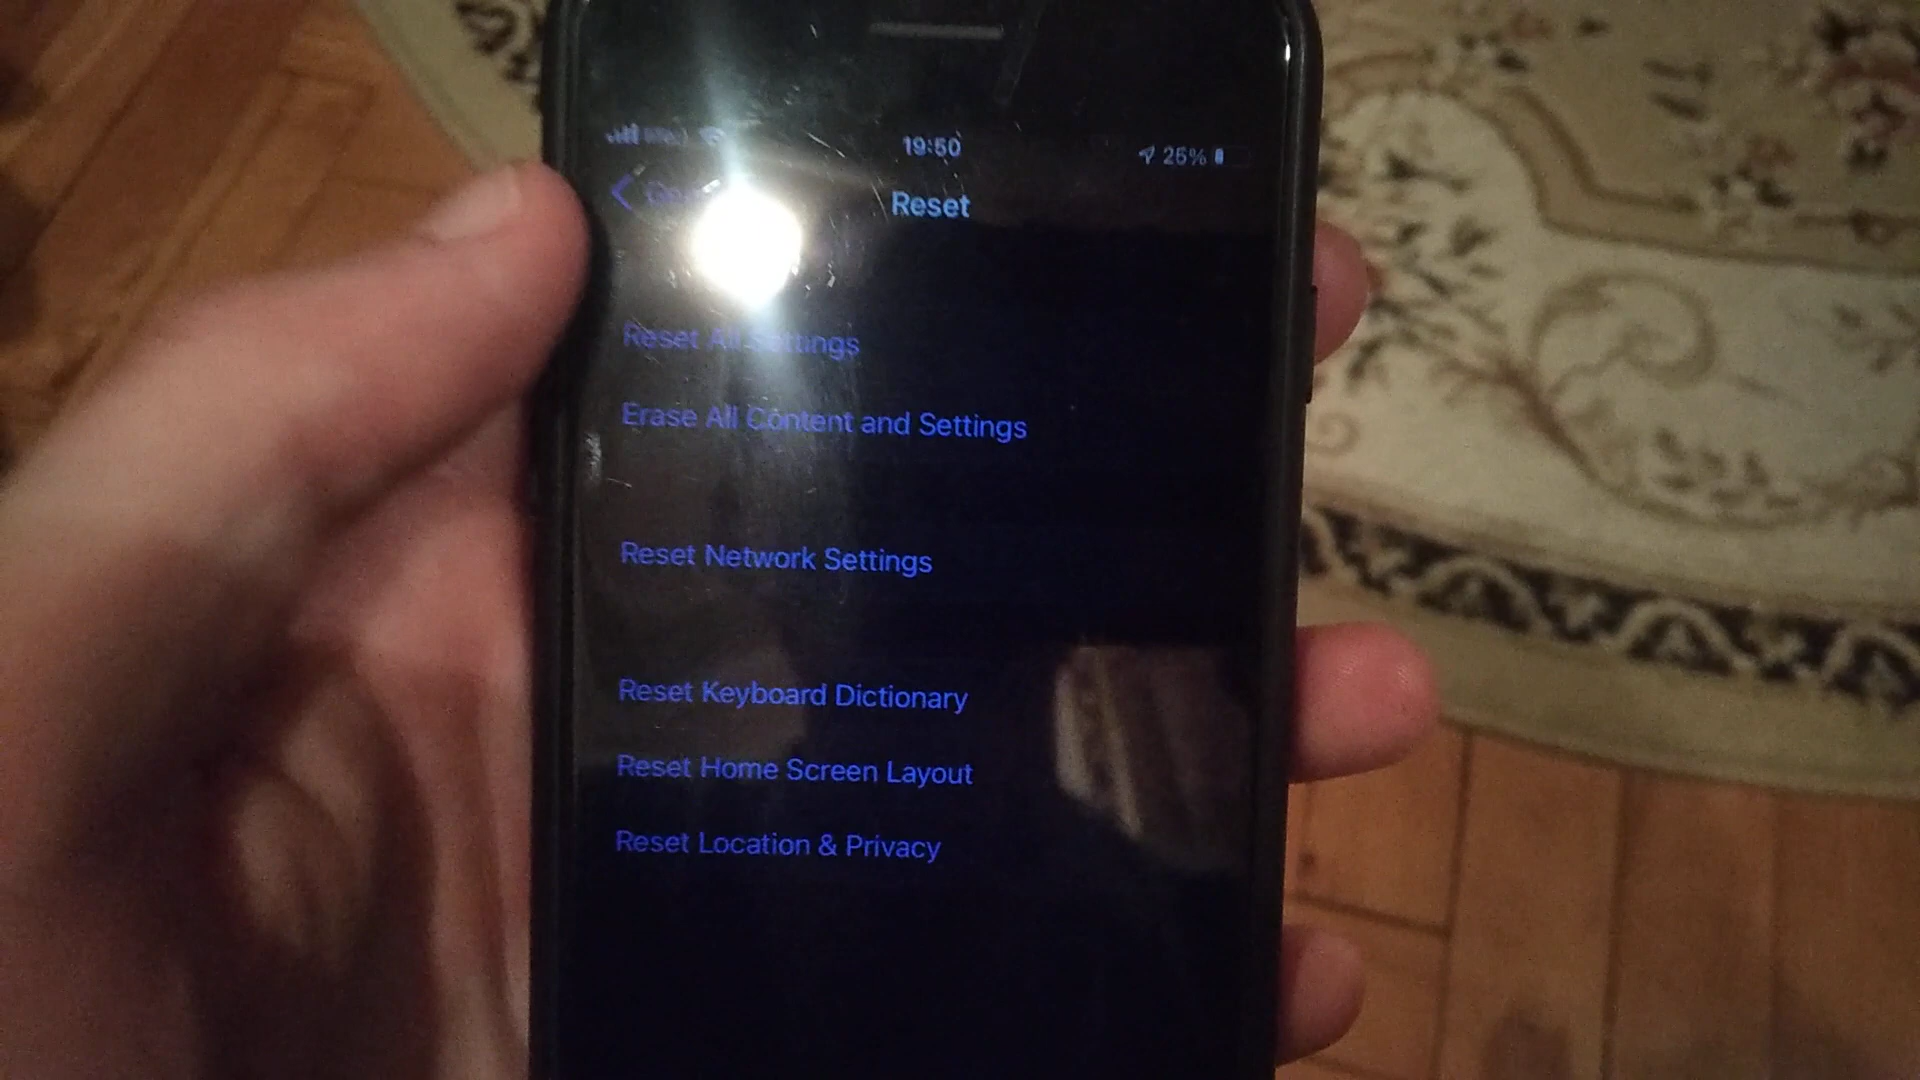 19:50
25%
Reset
Reset All Settings
Erase All Content and Settings
Reset Network Settings
Reset Keyboard Dictionary
Reset Home Screen Layout
Reset Location & Privacy